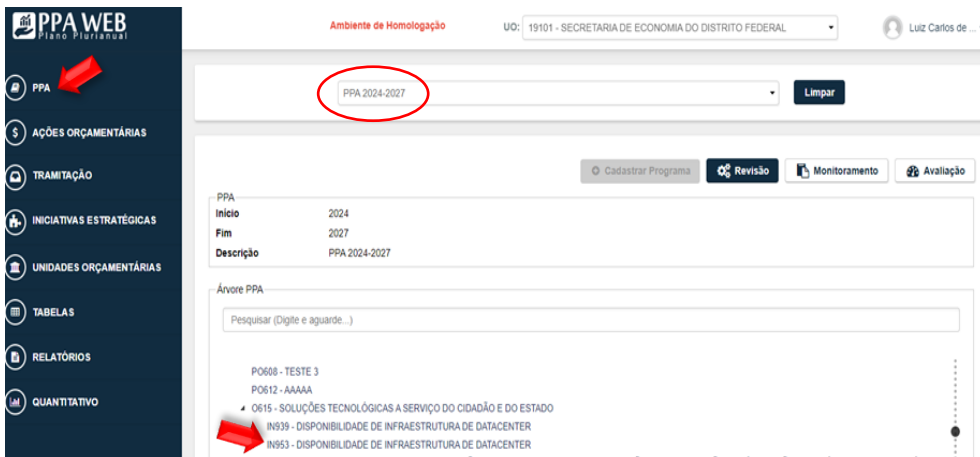 PPA WEB
Plano Plurianual
Ambiente de Homologação
UO: 19101 - SECRETARIA DE ECONOMIA DO DISTRITO FEDERAL
Luiz Carlos de ...
PPA
AÇÕES ORÇAMENTÁRIAS
TRAMITAÇÃO
INICIATIVAS ESTRATÉGICAS
UNIDADES ORÇAMENTÁRIAS
TABELAS
RELATÓRIOS
QUANTITATIVO
PPA 2024-2027
Limpar
Cadastrar Programa
Revisão
Monitoramento
Avaliação
PPA
Início 2024
Fim 2027
Descrição PPA 2024-2027
Árvore PPA
Pesquisar (Digite e aguarde...)
PO608 - TESTE 3
PO612 - AAAAA
O615 - SOLUÇÕES TECNOLÓGICAS A SERVIÇO DO CIDADÃO E DO ESTADO
IN939 - DISPONIBILIDADE DE INFRAESTRUTURA DE DATACENTER
IN953 - DISPONIBILIDADE DE INFRAESTRUTURA DE DATACENTER